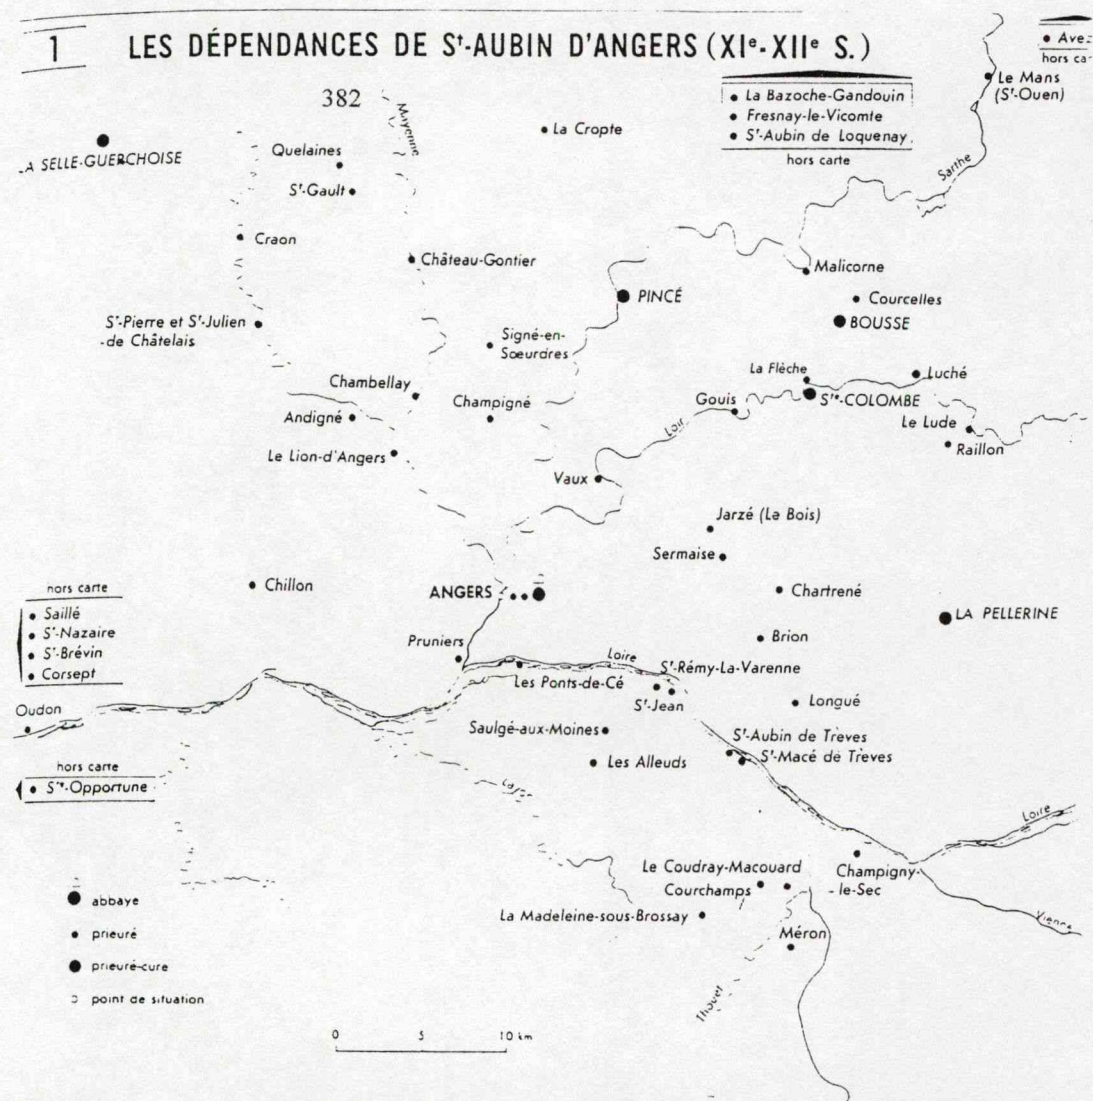 1 LES DÉPENDANCES DE Sᵗ-AUBIN D'ANGERS (XIᵉ-XIIᵉ S.)
382
Mayenne
La Cropte
La Bazoche-Gandouin
Fresnay-le-Vicomte
Sᵗ-Aubin de Loquenay
hors carte
Le Mans
(Sᵗ-Ouen)
Sarthe
SELLE-GUERCHOISE
Quelaines
Sᵗ-Gault
Craon
Château-Gontier
Malicorne
PINCÉ
Courcelles
BOUSSE
Sᵗ-Pierre et Sᵗ-Julien
-de Châtelais
Signé-en-
Sœurdres
La Flèche
Luché
Chambellay
Champigné
Gouis
Sᵗᵉ-COLOMBE
Andigné
Loir
Le Lude
Raillon
Le Lion-d'Angers
Vaux
Jarzé (Le Bois)
Sermaise
Chillon
ANGERS
Chartrené
LA PELLERINE
hors carte
Saillé
Sᵗ-Nazaire
Sᵗ-Brévin
Corsept
Pruniers
Loire
Brion
Sᵗ-Rémy-La-Varenne
Les Ponts-de-Cé
Sᵗ-Jean
Longué
Oudon
Saulgé-aux-Moines
Sᵗ-Aubin de Trèves
Sᵗ-Macé de Trèves
Les Alleuds
hors carte
Sᵗᵉ-Opportune
Layon
Loire
Le Coudray-Macouard
Courchamps
Champigny-
-le-Sec
La Madeleine-sous-Brossay
Vienne
Méron
Thouet
abbaye
prieuré
prieuré-cure
point de situation
0 5 10 km